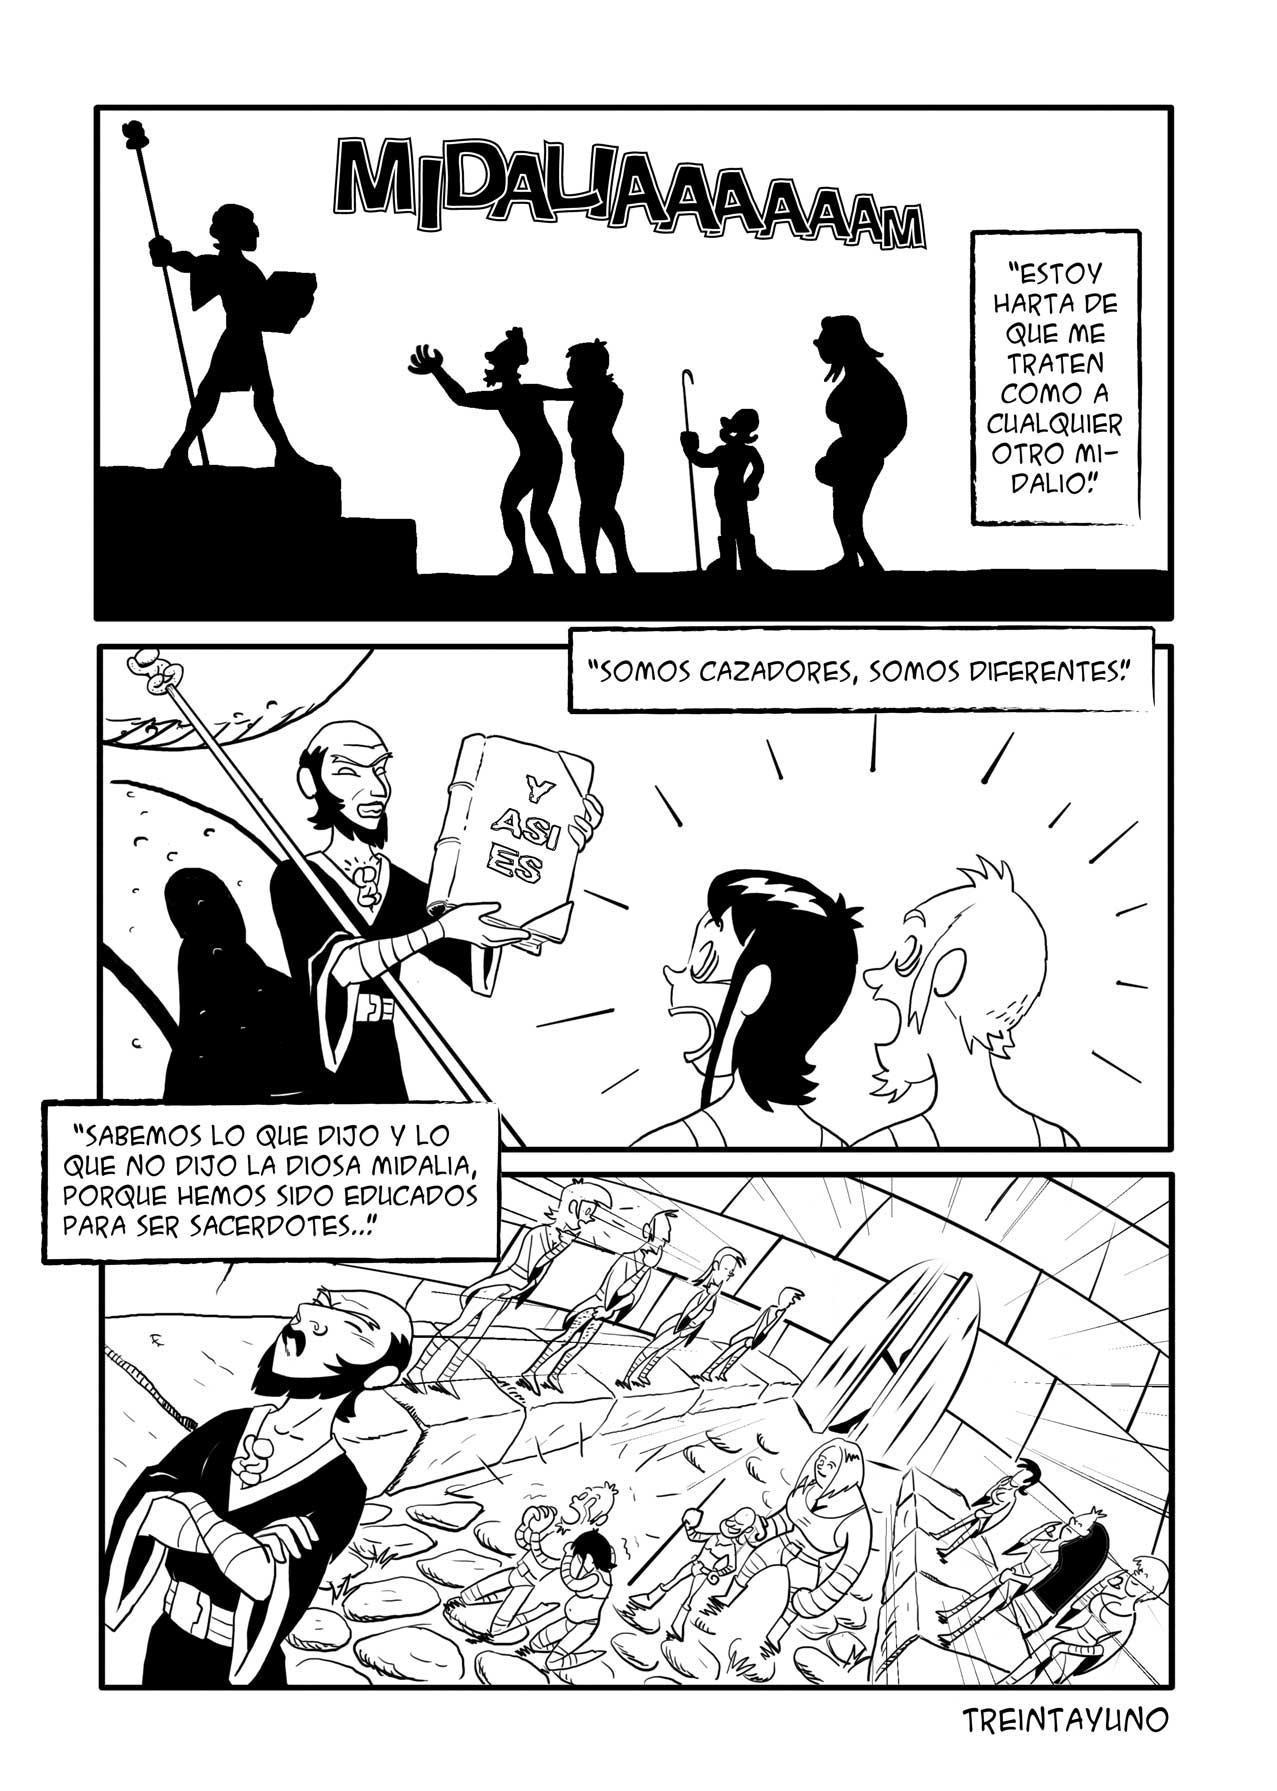 MIDALIAAAAAAAM
"ESTOY
HARTA DE
QUE ME
TRATEN
COMO A
CUALQUIER
OTRO MI-
DALIO."
"SOMOS CAZADORES, SOMOS DIFERENTES."
Y
ASI
ES
"SABEMOS LO QUE DIJO Y LO
QUE NO DIJO LA DIOSA MIDALIA,
PORQUE HEMOS SIDO EDUCADOS
PARA SER SACERDOTES..."
TREINTAYUNO